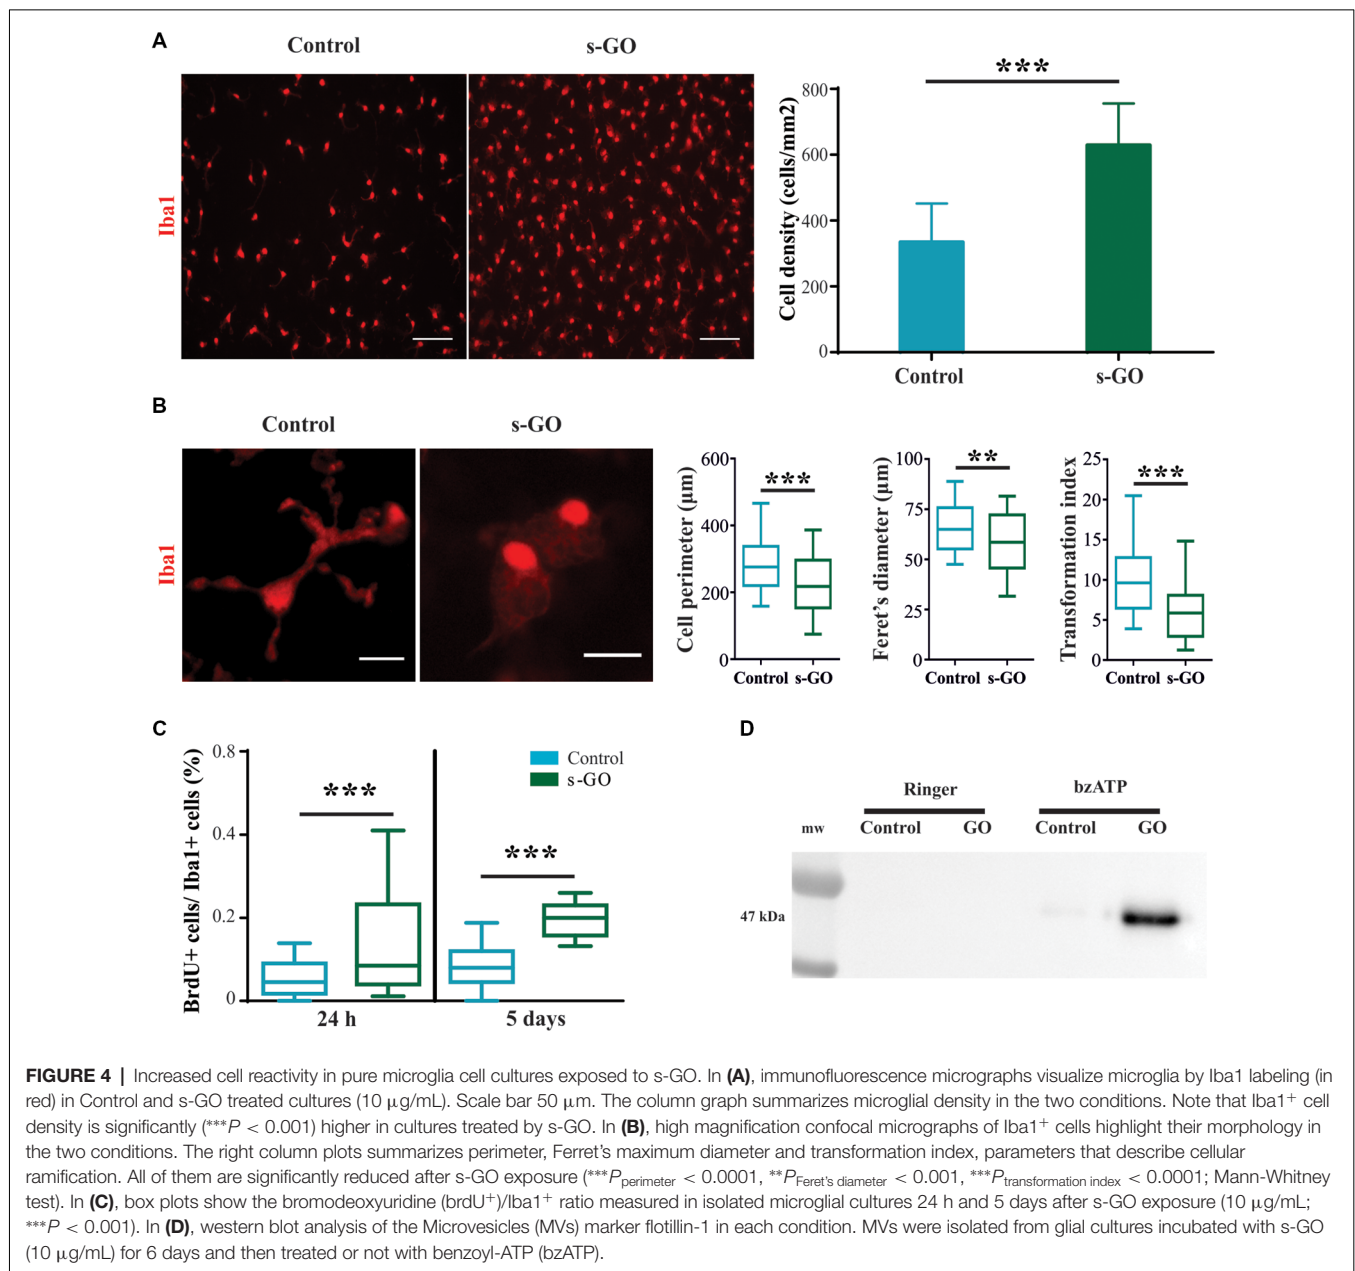 A
Control
s-GO
Iba1
***
Cell density (cells/mm2)
800
600
400
200
0
Control
s-GO
B
Control
s-GO
Iba1
Cell perimeter (μm)
600
400
200
0
***
Control s-GO
Feret's diameter (μm)
100
75
50
25
0
**
Control s-GO
Transformation index
25
20
15
10
5
0
***
Control s-GO
C
BrdU+ cells/ Iba1+ cells (%)
0.8
0.4
0.2
0
***
***
Control
s-GO
24 h
5 days
D
Ringer
bzATP
mw
Control
GO
Control
GO
47 kDa
FIGURE 4 | Increased cell reactivity in pure microglia cell cultures exposed to s-GO. In (A), immunofluorescence micrographs visualize microglia by Iba1 labeling (in
red) in Control and s-GO treated cultures (10 μg/mL). Scale bar 50 μm. The column graph summarizes microglial density in the two conditions. Note that Iba1⁺ cell
density is significantly (***P < 0.001) higher in cultures treated by s-GO. In (B), high magnification confocal micrographs of Iba1⁺ cells highlight their morphology in
the two conditions. The right column plots summarizes perimeter, Ferret's maximum diameter and transformation index, parameters that describe cellular
ramification. All of them are significantly reduced after s-GO exposure (***Pperimeter < 0.0001, **PFeret's diameter < 0.001, ***Ptransformation index < 0.0001; Mann-Whitney
test). In (C), box plots show the bromodeoxyuridine (brdU⁺)/Iba1⁺ ratio measured in isolated microglial cultures 24 h and 5 days after s-GO exposure (10 μg/mL;
***P < 0.001). In (D), western blot analysis of the Microvesicles (MVs) marker flotillin-1 in each condition. MVs were isolated from glial cultures incubated with s-GO
(10 μg/mL) for 6 days and then treated or not with benzoyl-ATP (bzATP).